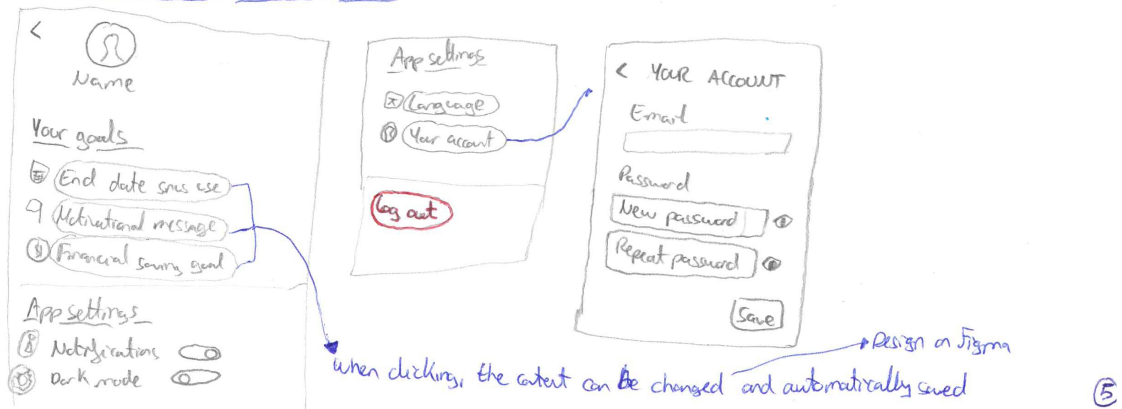 <
Name
Your goals
End date snus use
Motivational message
Financial saving goal
App settings
Notifications
Dark mode
App settings
Language
Your account
Log out
< YOUR ACCOUNT
Email
Password
New password
Repeat password
Save
When clicking, the content can be changed and automatically saved
Design on Figma
5